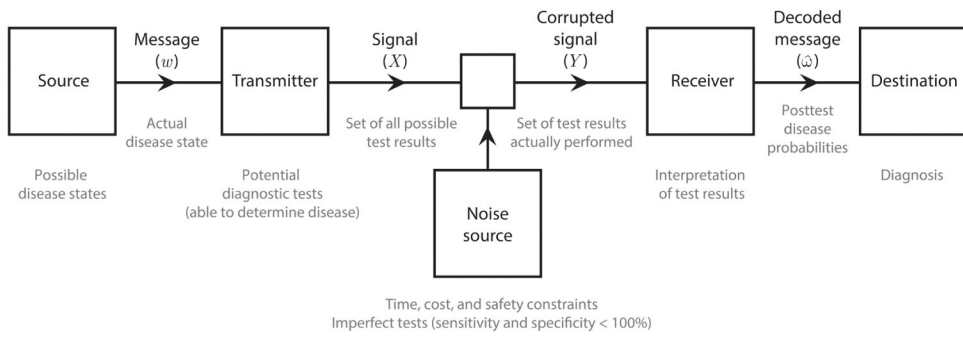 Message
(w)
Signal
(X)
Corrupted
signal
(Y)
Decoded
message
(ω̂)
Source
Transmitter
Receiver
Destination
Actual
disease state
Set of all possible
test results
Set of test results
actually performed
Posttest
disease
probabilities
Possible
disease states
Potential
diagnostic tests
(able to determine disease)
Interpretation
of test results
Diagnosis
Noise
source
Time, cost, and safety constraints
Imperfect tests (sensitivity and specificity < 100%)